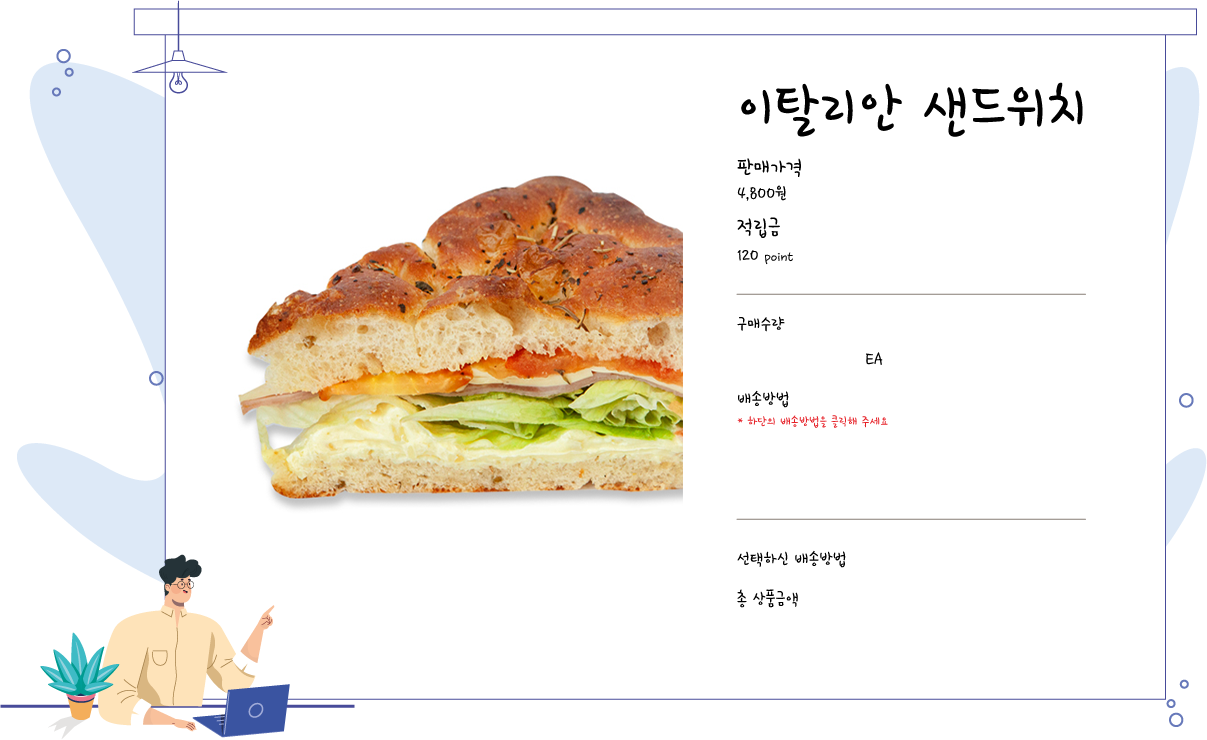 이탈리안 샌드위치
판매가격
4,800원
적립금
120 point
구매수량
EA
배송방법
* 하단의 배송방법을 클릭해 주세요
선택하신 배송방법
총 상품금액